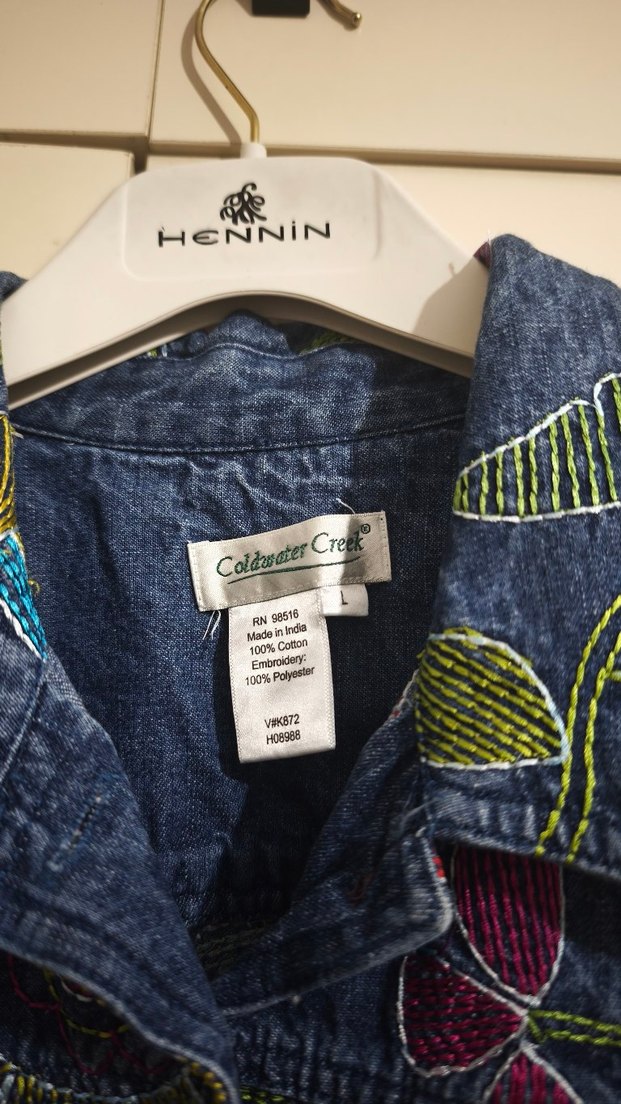 HENNIN
Coldwater Creek®
L
RN 98516
Made in India
100% Cotton
Embroidery:
100% Polyester
V#K872
H08988